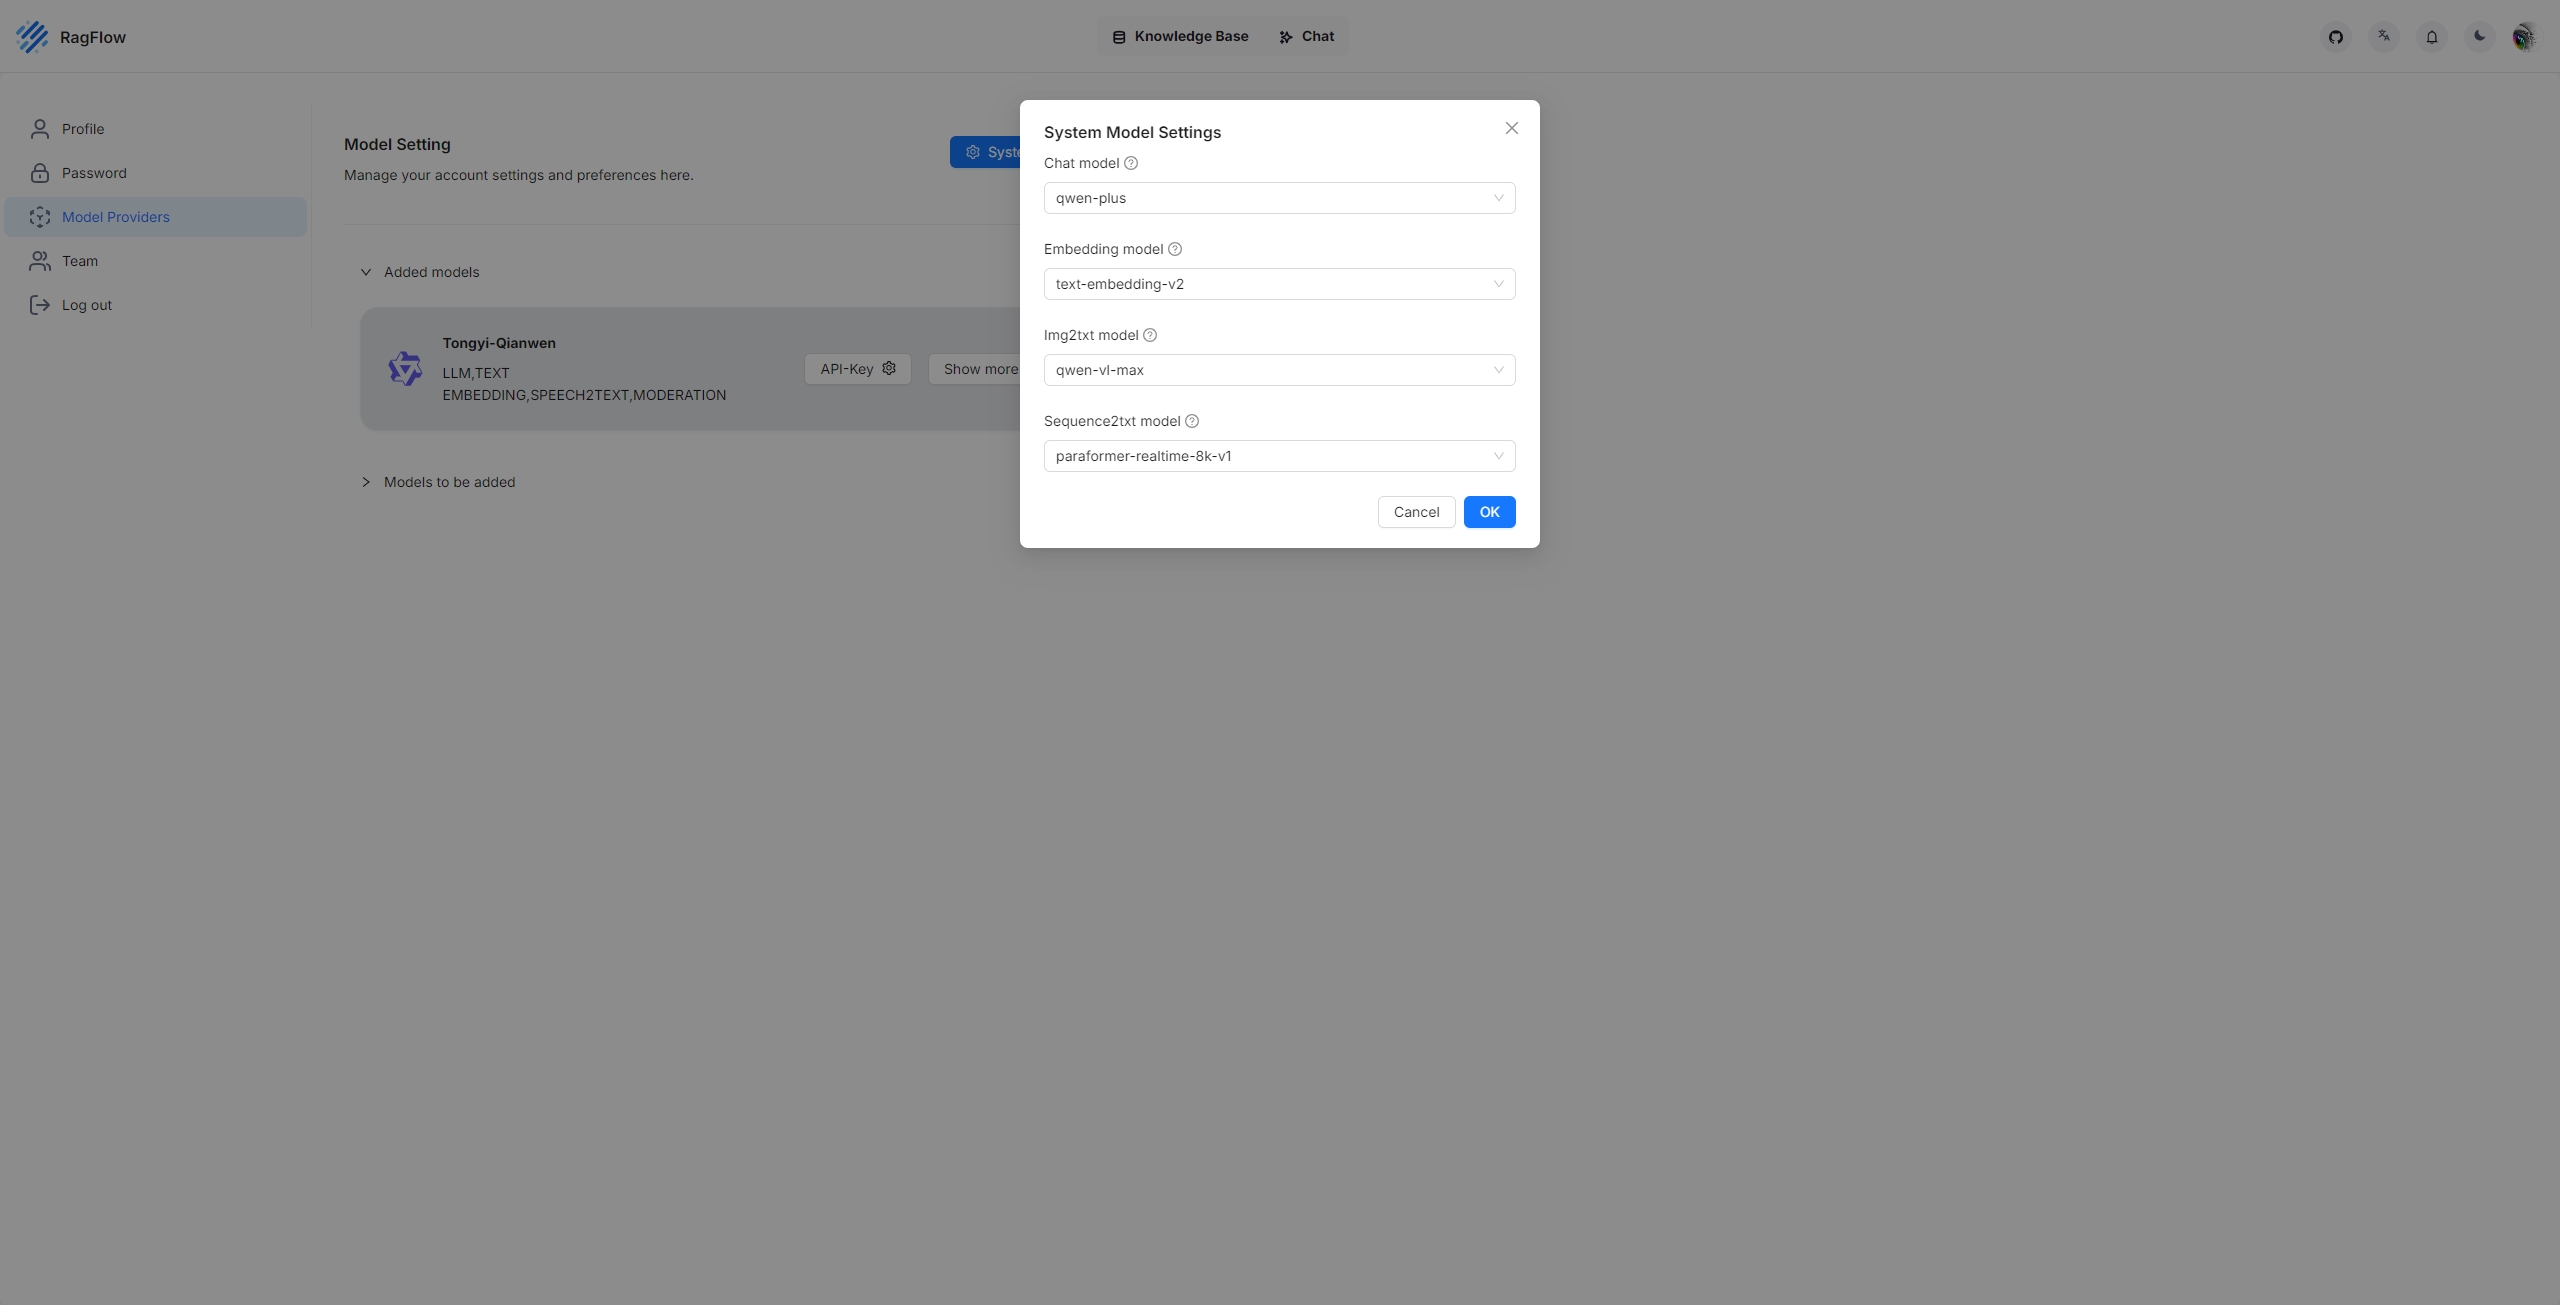 RagFlow
Knowledge Base
Chat
Profile
Password
Model Providers
Team
Log out
Model Setting
Manage your account settings and preferences here.
Added models
Tongyi-Qianwen
LLM,TEXT
EMBEDDING,SPEECH2TEXT,MODERATION
API-Key
Show more
Models to be added
System Model Settings
Chat model
qwen-plus
Embedding model
text-embedding-v2
Img2txt model
qwen-vl-max
Sequence2txt model
paraformer-realtime-8k-v1
Cancel
OK